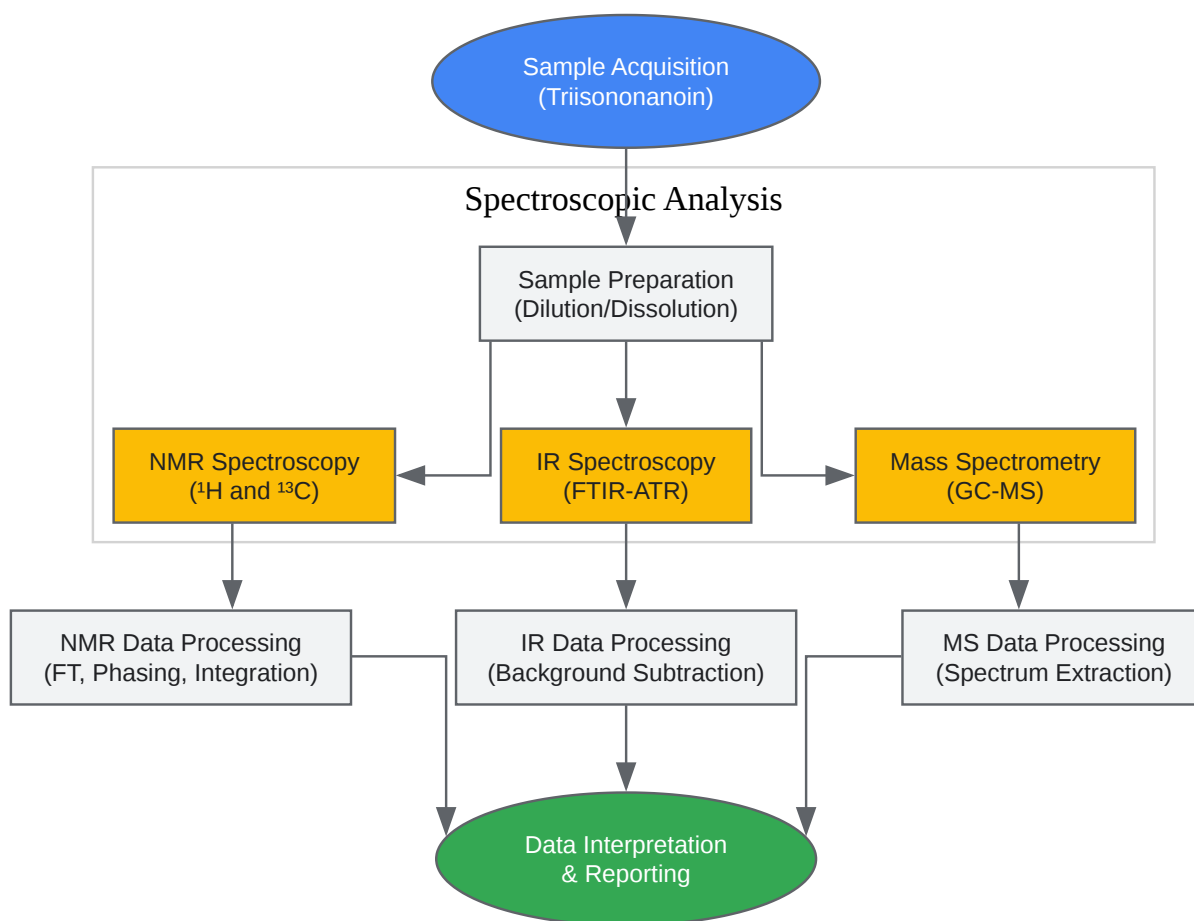 Sample Acquisition
(Triisononanoin)
Spectroscopic Analysis
Sample Preparation
(Dilution/Dissolution)
NMR Spectroscopy
(¹H and ¹³C)
IR Spectroscopy
(FTIR-ATR)
Mass Spectrometry
(GC-MS)
NMR Data Processing
(FT, Phasing, Integration)
IR Data Processing
(Background Subtraction)
MS Data Processing
(Spectrum Extraction)
Data Interpretation
& Reporting